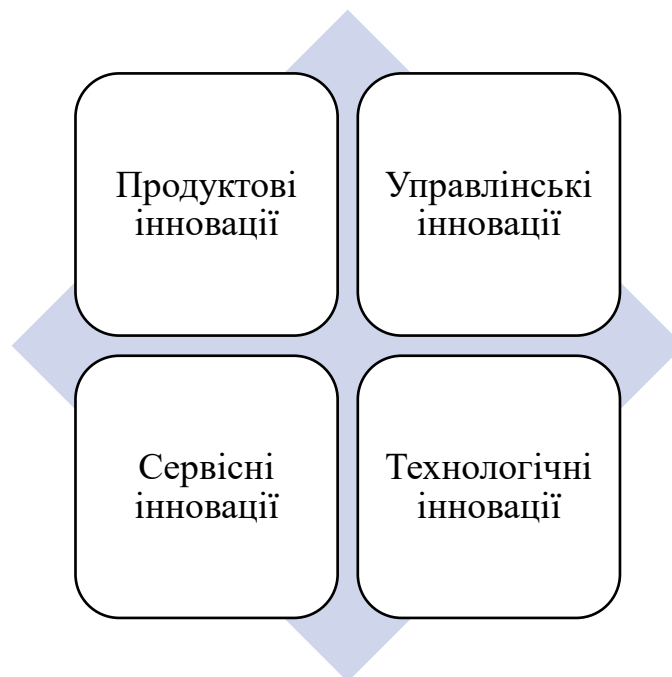 Продуктові
інновації
Управлінські
інновації
Сервісні
інновації
Технологічні
інновації